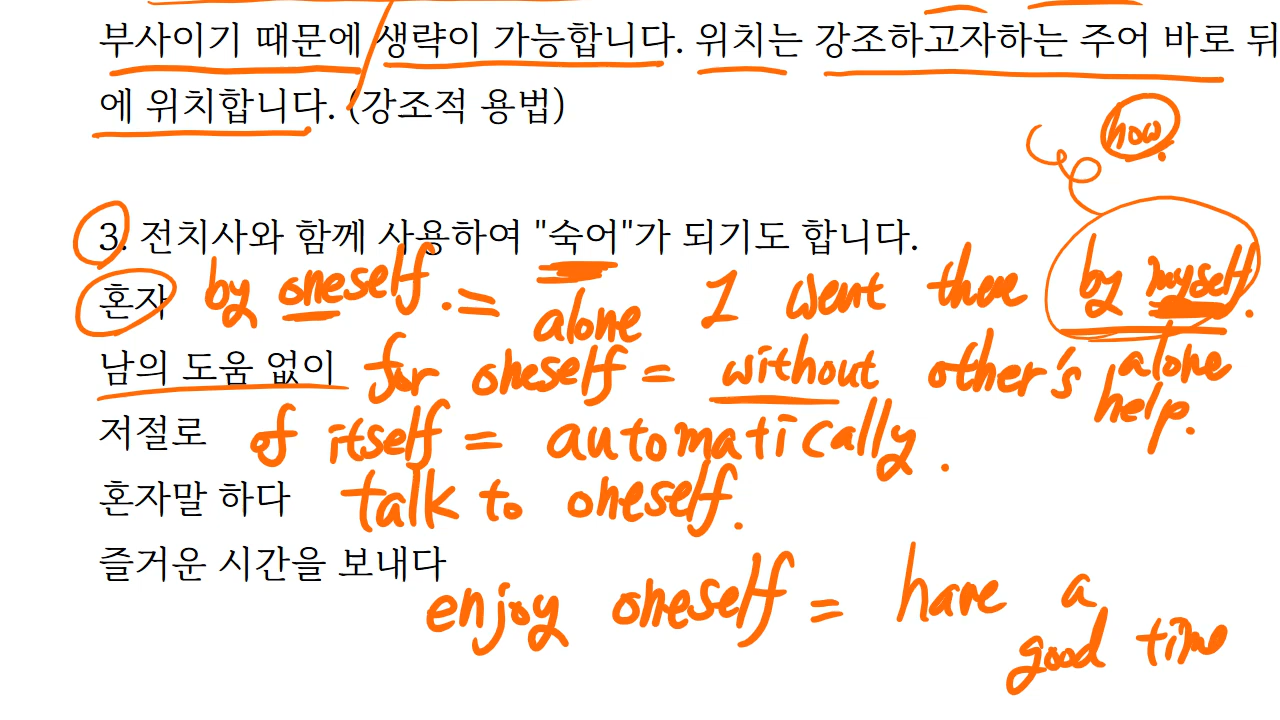 부사이기 때문에 생략이 가능합니다. 위치는 강조하고자하는 주어 바로 뒤
에 위치합니다. (강조적 용법)
how.
3. 전치사와 함께 사용하여 "숙어"가 되기도 합니다.
혼자 by oneself. = alone I went there by myself.
alone
남의 도움 없이 for oneself = without other's help.
저절로 of itself = automatically.
혼자말 하다 talk to oneself.
즐거운 시간을 보내다 enjoy oneself = have a good time